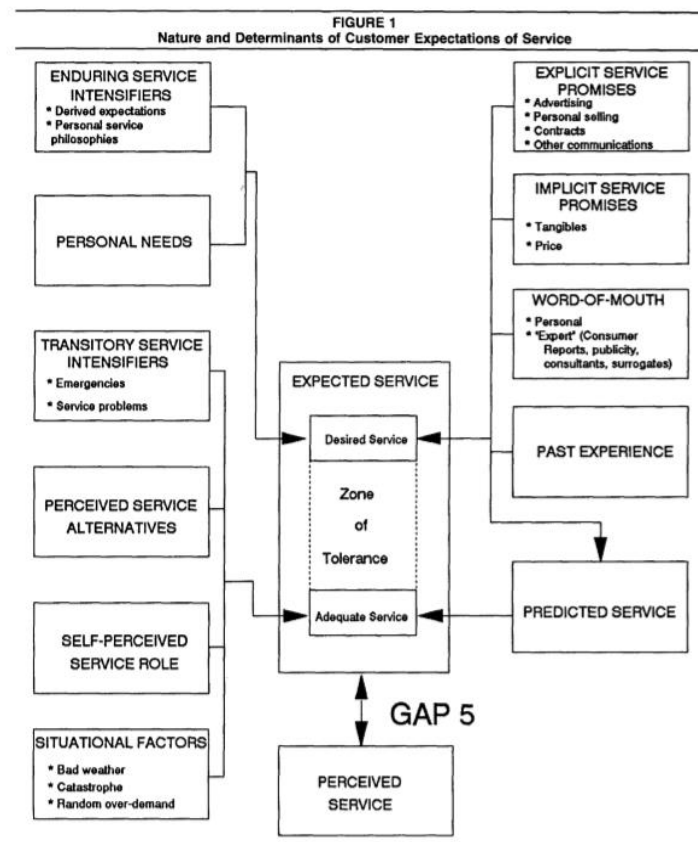 FIGURE 1
Nature and Determinants of Customer Expectations of Service
ENDURING SERVICE
INTENSIFIERS
* Derived expectations
* Personal service
philosophies
PERSONAL NEEDS
TRANSITORY SERVICE
INTENSIFIERS
* Emergencies
* Service problems
PERCEIVED SERVICE
ALTERNATIVES
SELF-PERCEIVED
SERVICE ROLE
SITUATIONAL FACTORS
* Bad weather
* Catastrophe
* Random over-demand
EXPECTED SERVICE
Desired Service
Zone
of
Tolerance
Adequate Service
GAP 5
PERCEIVED
SERVICE
EXPLICIT SERVICE
PROMISES
* Advertising
* Personal selling
* Contracts
* Other communications
IMPLICIT SERVICE
PROMISES
* Tangibles
* Price
WORD-OF-MOUTH
* Personal
* "Expert" (Consumer
Reports, publicity,
consultants, surrogates)
PAST EXPERIENCE
PREDICTED SERVICE